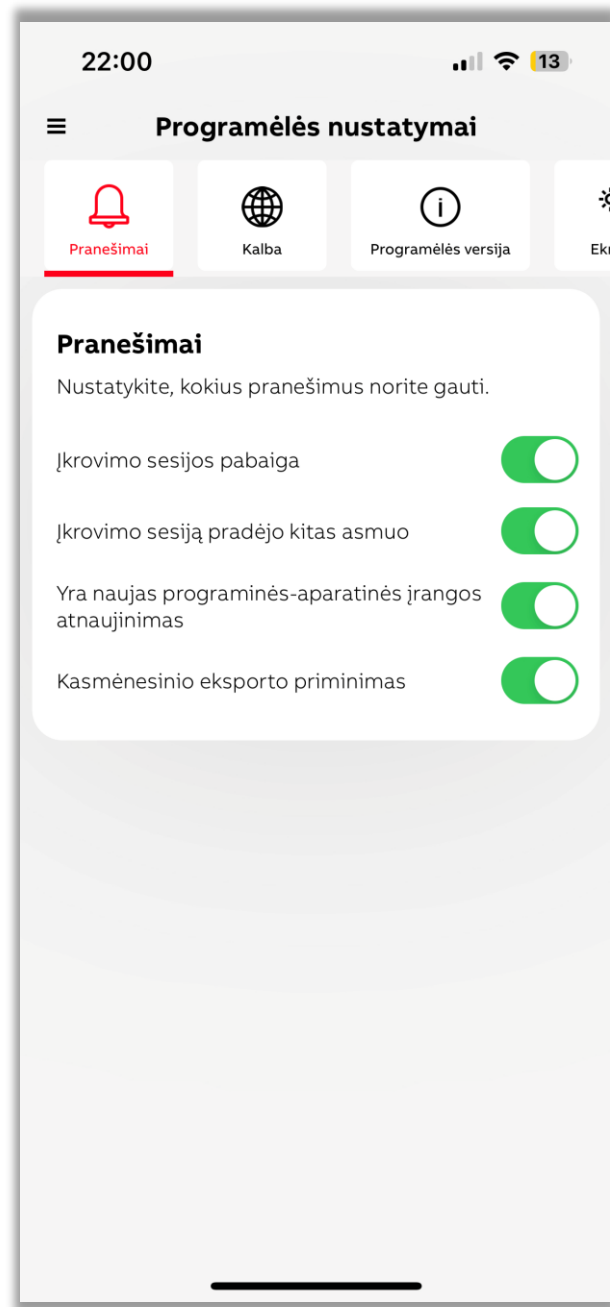 22:00
13
Programėlės nustatymai
Pranešimai
Kalba
Programėlės versija
Pranešimai
Nustatykite, kokius pranešimus norite gauti.
Įkrovimo sesijos pabaiga
Įkrovimo sesiją pradėjo kitas asmuo
Yra naujas programinės-aparatinės įrangos
atnaujinimas
Kasmėnesinio eksporto priminimas